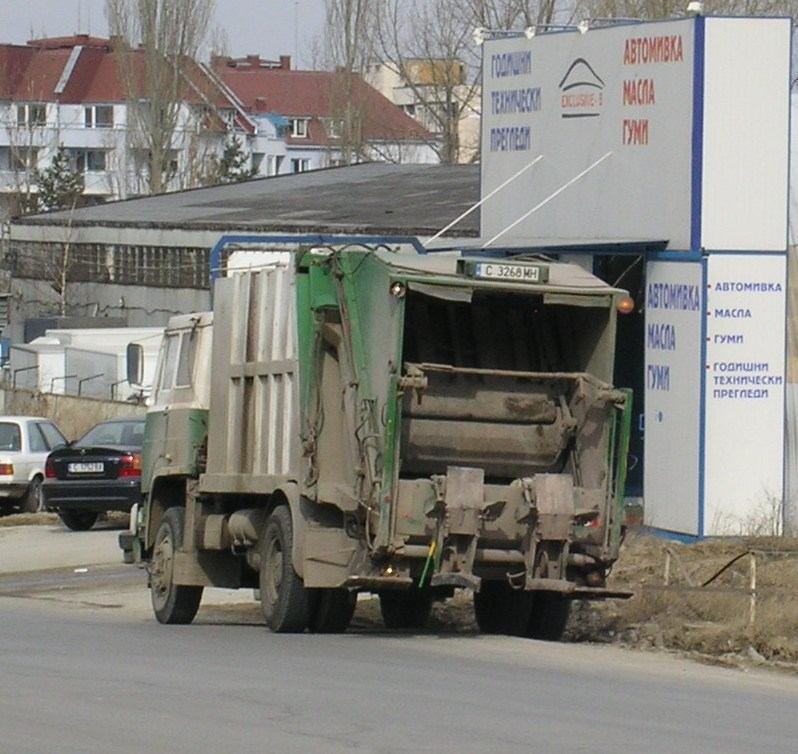 ГОДИШНИ
ТЕХНИЧЕСКИ
ПРЕГЛЕДИ
EXCLUSIVE - B
АВТОМИВКА
МАСЛА
ГУМИ
C 3268 MH
АВТОМИВКА
МАСЛА
ГУМИ
АВТОМИВКА
МАСЛА
ГУМИ
ГОДИШНИ
ТЕХНИЧЕСКИ
ПРЕГЛЕДИ